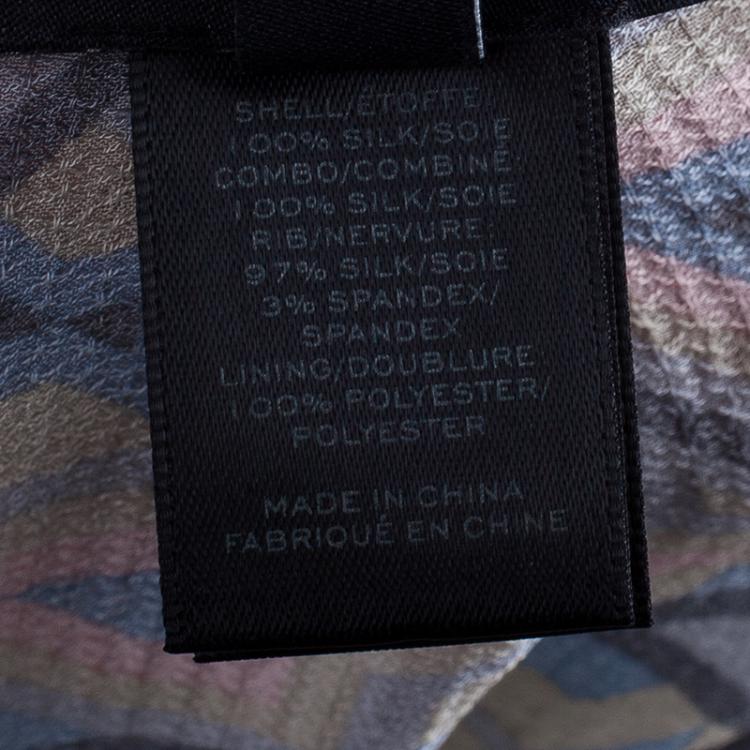 SHELL/ÉTOFFE:
100% SILK/SOIE
COMBO/COMBINÉ:
100% SILK/SOIE
RIB/NERVURE:
97% SILK/SOIE
3% SPANDEX/
SPANDEX
LINING/DOUBLURE
100% POLYESTER/
POLYESTER
MADE IN CHINA
FABRIQUÉ EN CHINE